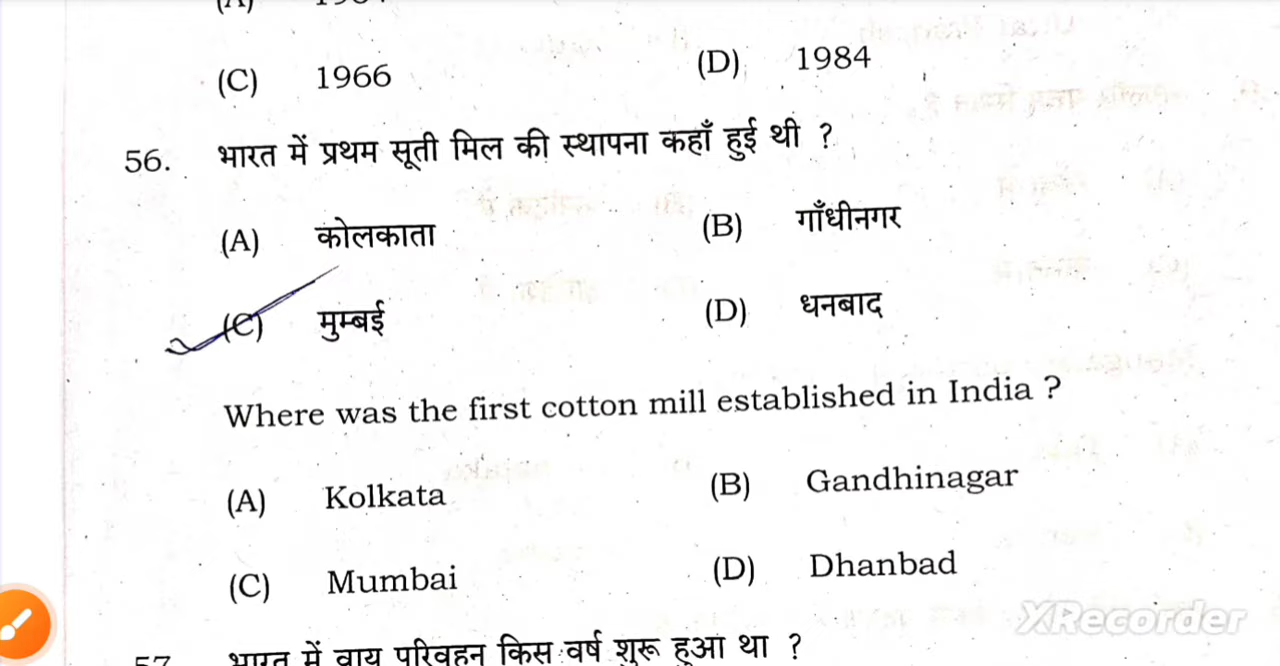 (C) 1966 (D) 1984
56. भारत में प्रथम सूती मिल की स्थापना कहाँ हुई थी ?
(A) कोलकाता (B) गाँधीनगर
(C) मुम्बई (D) धनबाद
Where was the first cotton mill established in India ?
(A) Kolkata (B) Gandhinagar
(C) Mumbai (D) Dhanbad
57. भारत में वायु परिवहन किस वर्ष शुरू हुआ था ?
XRecorder